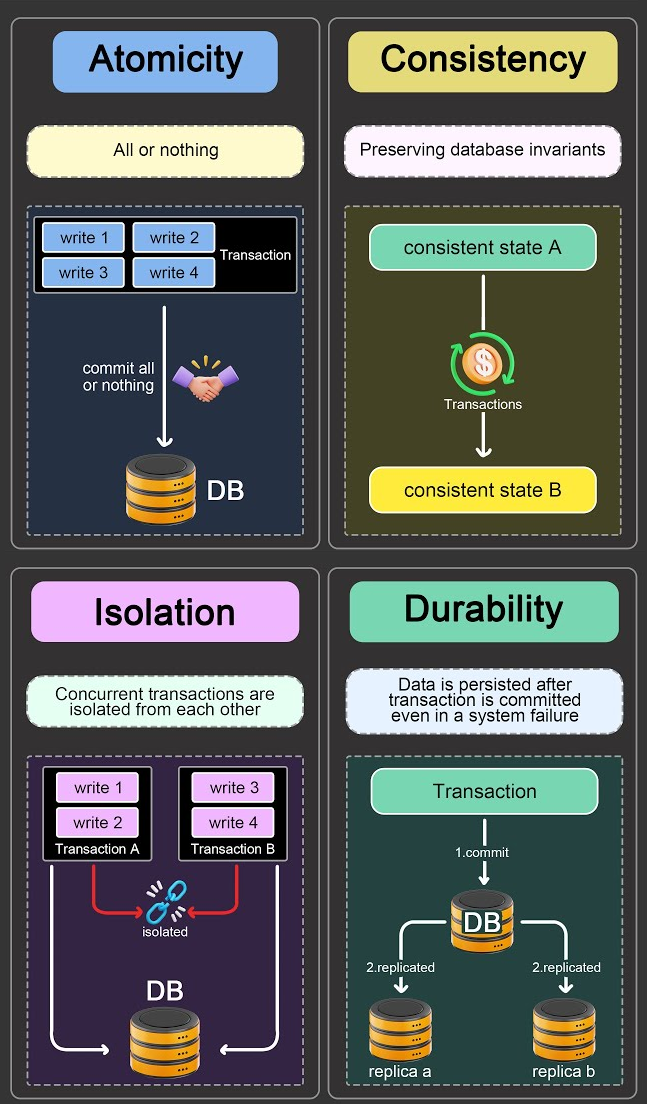 Atomicity
All or nothing
write 1
write 2
write 3
write 4
Transaction
commit all
or nothing
DB
Consistency
Preserving database invariants
consistent state A
$
Transactions
consistent state B
Isolation
Concurrent transactions are
isolated from each other
write 1
write 2
Transaction A
write 3
write 4
Transaction B
isolated
DB
Durability
Data is persisted after
transaction is committed
even in a system failure
Transaction
1.commit
DB
2.replicated
2.replicated
replica a
replica b